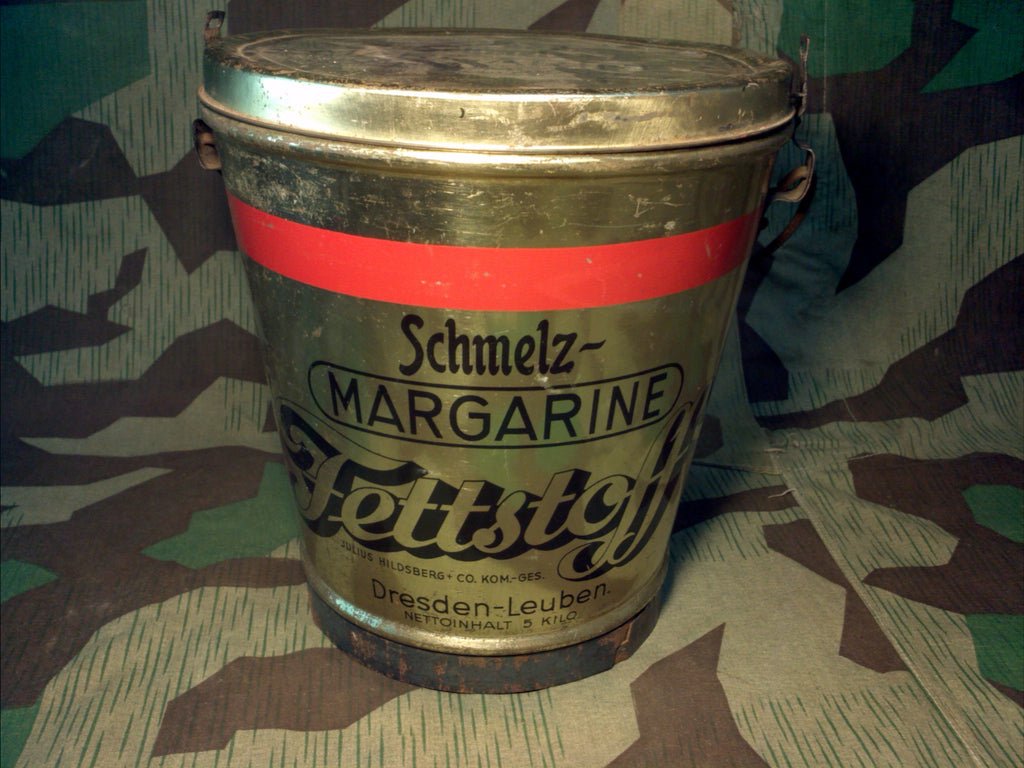 Schmelz-
MARGARINE
Fettstoff
JULIUS HILDSBERG + CO. KOM.-GES.
Dresden-Leuben.
NETTOINHALT 5 KILO